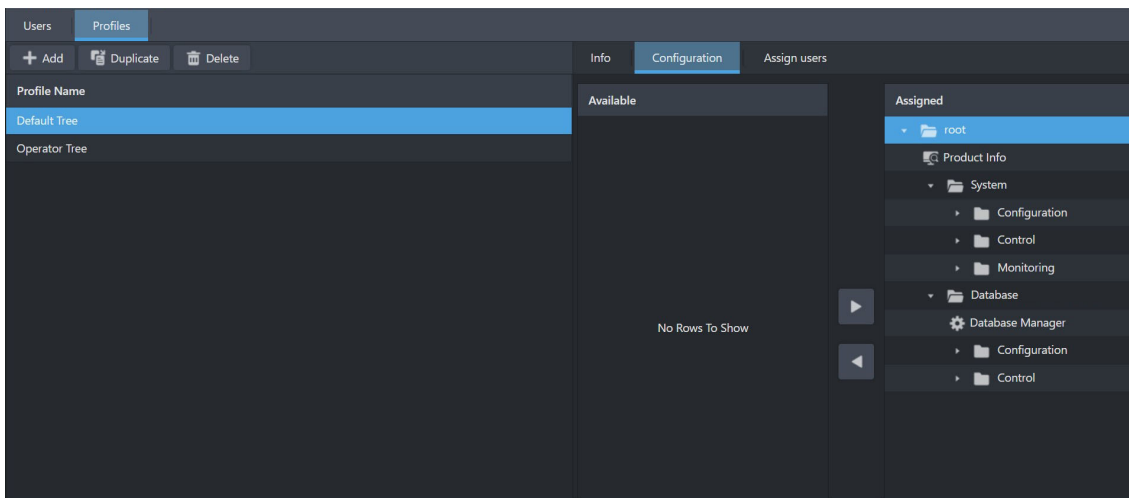 Users Profiles
Add Duplicate Delete
Info Configuration Assign users
Profile Name
Default Tree
Operator Tree
Available
No Rows To Show
Assigned
root
Product Info
System
Configuration
Control
Monitoring
Database
Database Manager
Configuration
Control